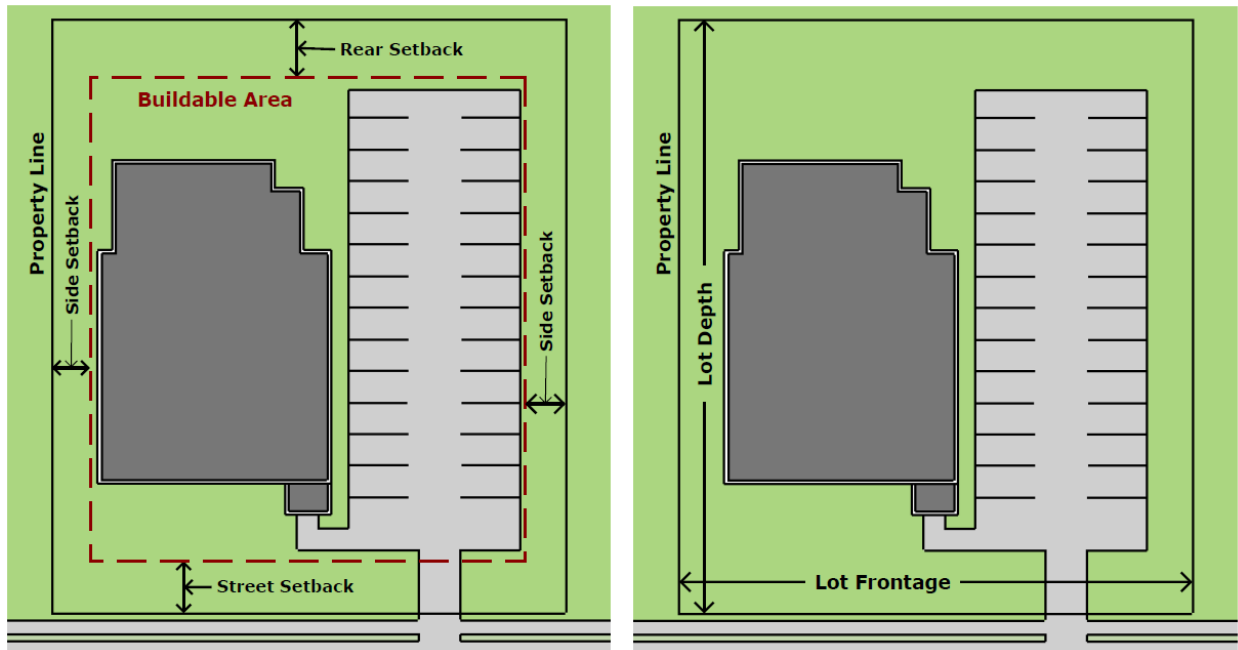 Rear Setback
Buildable Area
Property Line
Side Setback
Side Setback
Street Setback
Property Line
Lot Depth
Lot Frontage